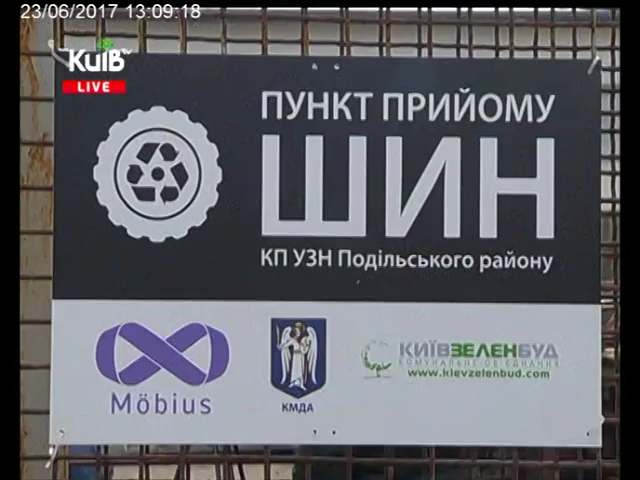 23/06/2017 13:09:18
КиїВ TV
LIVE
ПУНКТ ПРИЙОМУ
ШИН
КП УЗН Подільського району
Möbius
КМДА
КИЇВЗЕЛЕНБУД
КОМУНАЛЬНЕ ОБ'ЄДНАННЯ
www.kievzelenbud.com